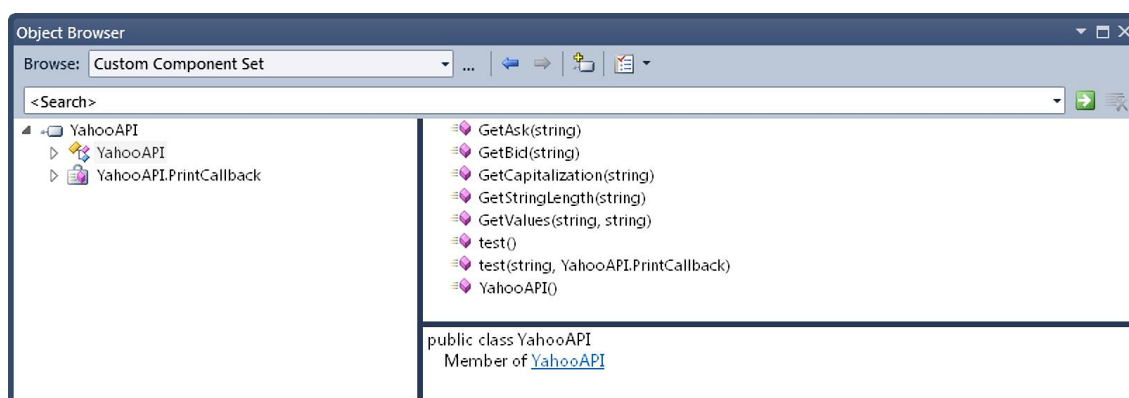 Object Browser
Browse: Custom Component Set ...
<Search>
YahooAPI
YahooAPI
YahooAPI.PrintCallback
GetAsk(string)
GetBid(string)
GetCapitalization(string)
GetStringLength(string)
GetValues(string, string)
test()
test(string, YahooAPI.PrintCallback)
YahooAPI()
public class YahooAPI
Member of YahooAPI